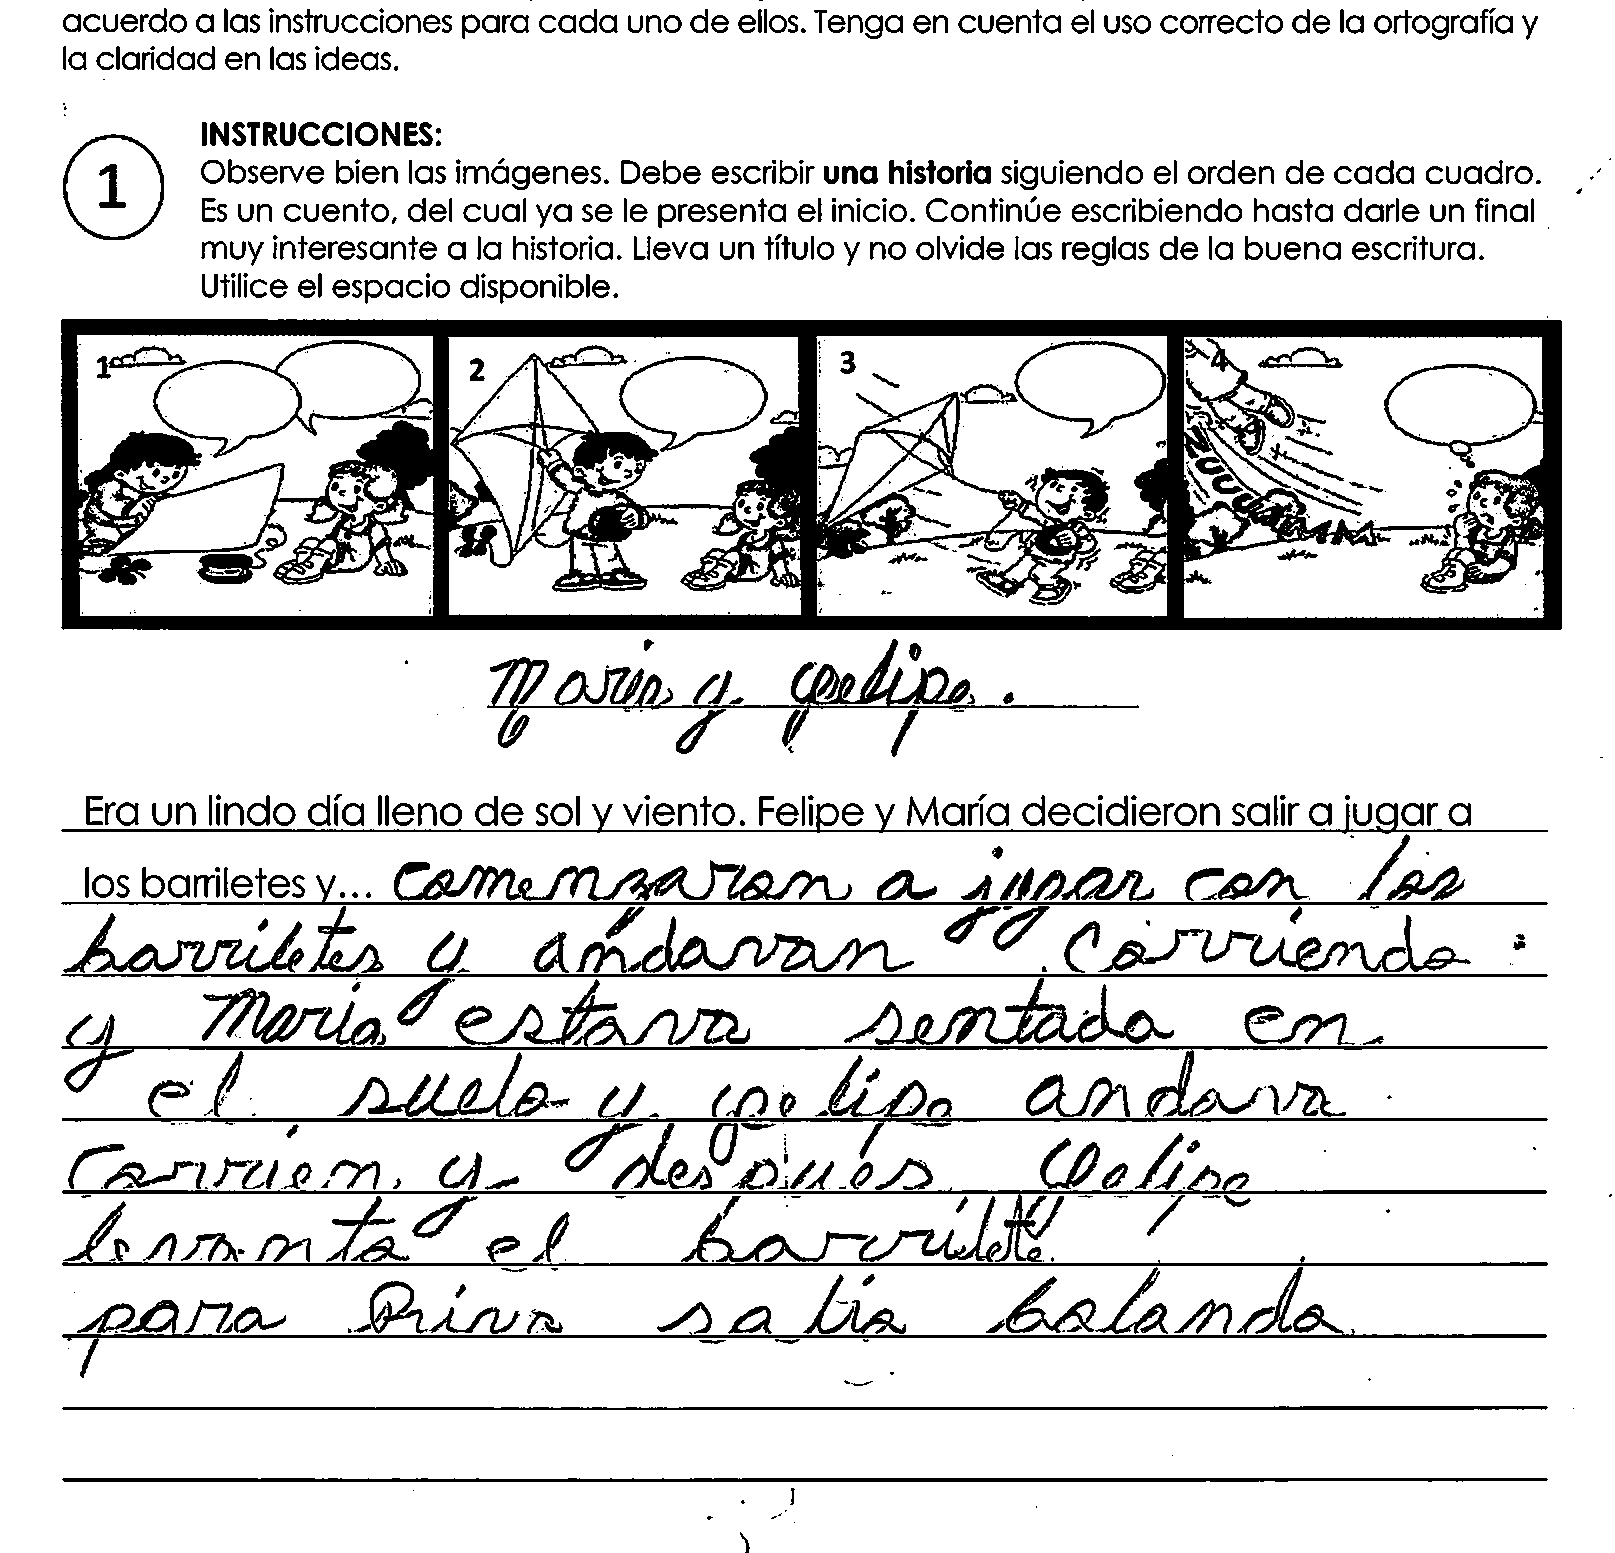 acuerdo a las instrucciones para cada uno de ellos. Tenga en cuenta el uso correcto de la ortografía y
la claridad en las ideas.
1
INSTRUCCIONES:
Observe bien las imágenes. Debe escribir una historia siguiendo el orden de cada cuadro.
Es un cuento, del cual ya se le presenta el inicio. Continúe escribiendo hasta darle un final
muy interesante a la historia. Lleva un título y no olvide las reglas de la buena escritura.
Utilice el espacio disponible.
1 2 3 4
ZUUUUMMM
Maria y Felipe.
Era un lindo día lleno de sol y viento. Felipe y María decidieron salir a jugar a
los barriletes y... comenzaron a jugar con los
barriletes y andavan corriendo
y Maria estava sentada en
el suelo y Felipe andava
corrien y despues Felipe
levanta el barrilete
para salia bolando